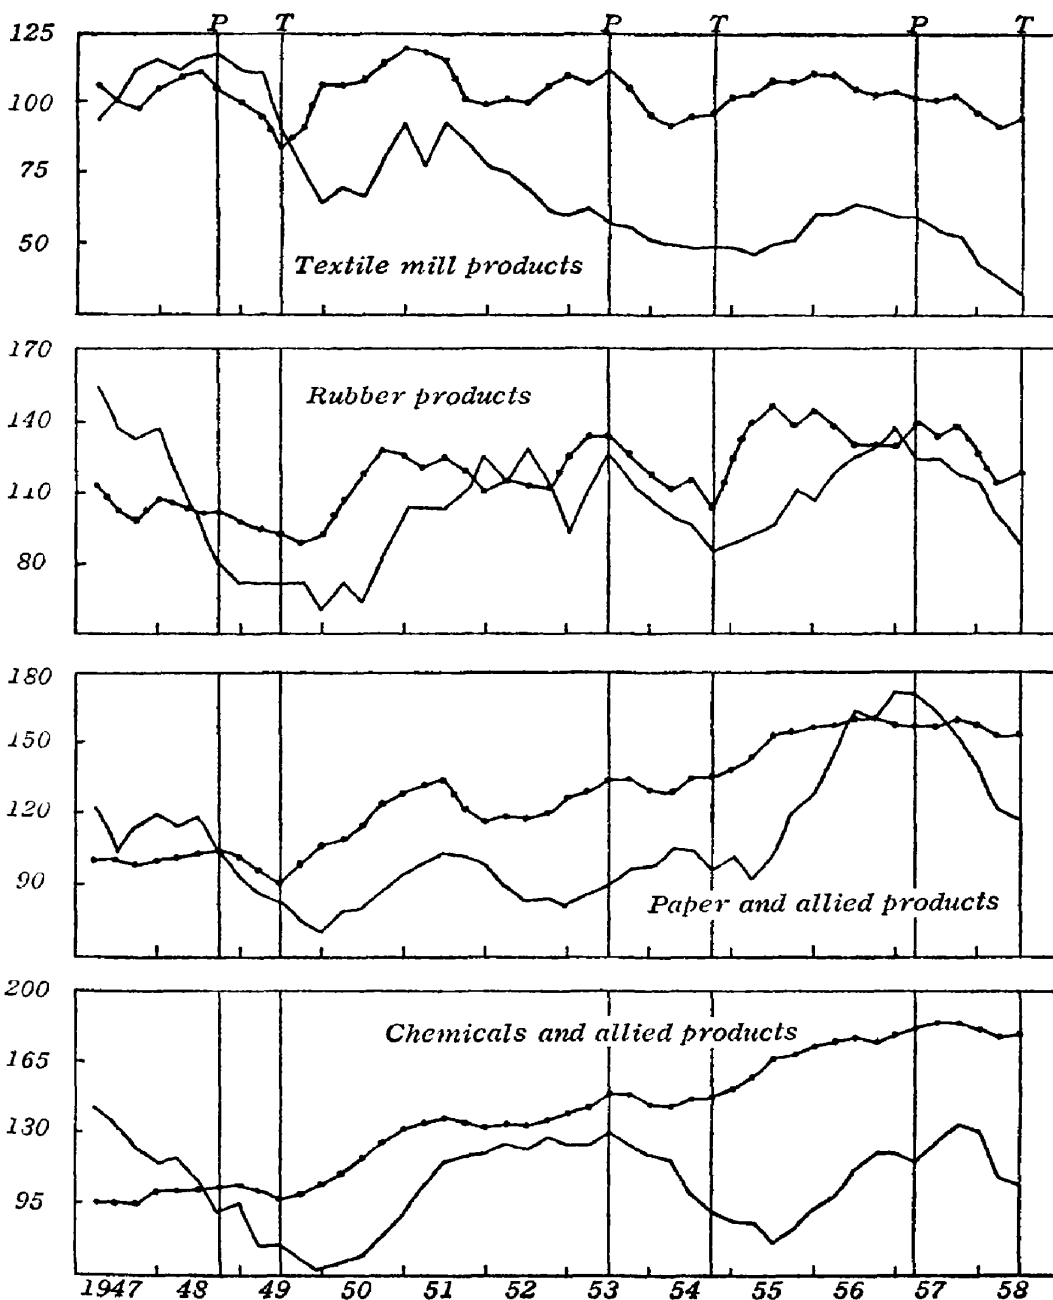 P T P T P T
125
100
75
50
Textile mill products
170
Rubber products
140
110
80
180
150
120
90
Paper and allied products
200
Chemicals and allied products
165
130
95
1947 48 49 50 51 52 53 54 55 56 57 58